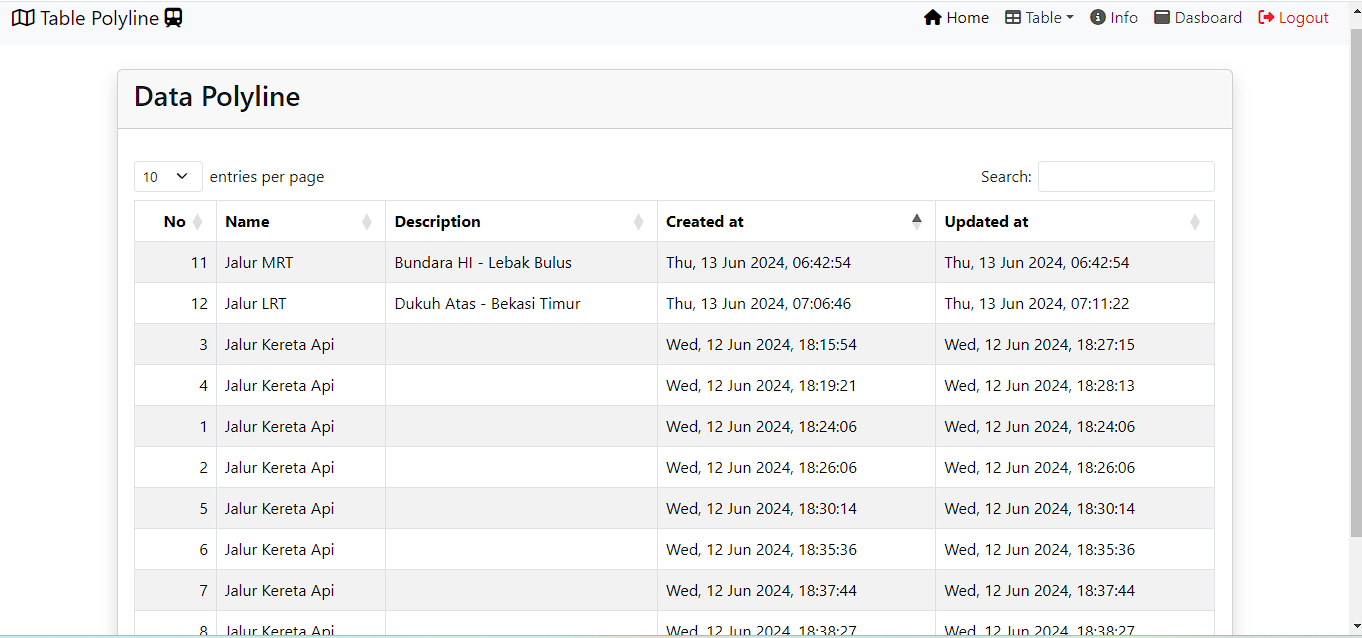 Table Polyline
Home Table Info Dasboard Logout
Data Polyline
10 entries per page Search:
No Name Description Created at Updated at
11 Jalur MRT Bundara HI - Lebak Bulus Thu, 13 Jun 2024, 06:42:54 Thu, 13 Jun 2024, 06:42:54
12 Jalur LRT Dukuh Atas - Bekasi Timur Thu, 13 Jun 2024, 07:06:46 Thu, 13 Jun 2024, 07:11:22
3 Jalur Kereta Api Wed, 12 Jun 2024, 18:15:54 Wed, 12 Jun 2024, 18:27:15
4 Jalur Kereta Api Wed, 12 Jun 2024, 18:19:21 Wed, 12 Jun 2024, 18:28:13
1 Jalur Kereta Api Wed, 12 Jun 2024, 18:24:06 Wed, 12 Jun 2024, 18:24:06
2 Jalur Kereta Api Wed, 12 Jun 2024, 18:26:06 Wed, 12 Jun 2024, 18:26:06
5 Jalur Kereta Api Wed, 12 Jun 2024, 18:30:14 Wed, 12 Jun 2024, 18:30:14
6 Jalur Kereta Api Wed, 12 Jun 2024, 18:35:36 Wed, 12 Jun 2024, 18:35:36
7 Jalur Kereta Api Wed, 12 Jun 2024, 18:37:44 Wed, 12 Jun 2024, 18:37:44
8 Jalur Kereta Api Wed, 12 Jun 2024, 18:38:27 Wed, 12 Jun 2024, 18:38:27